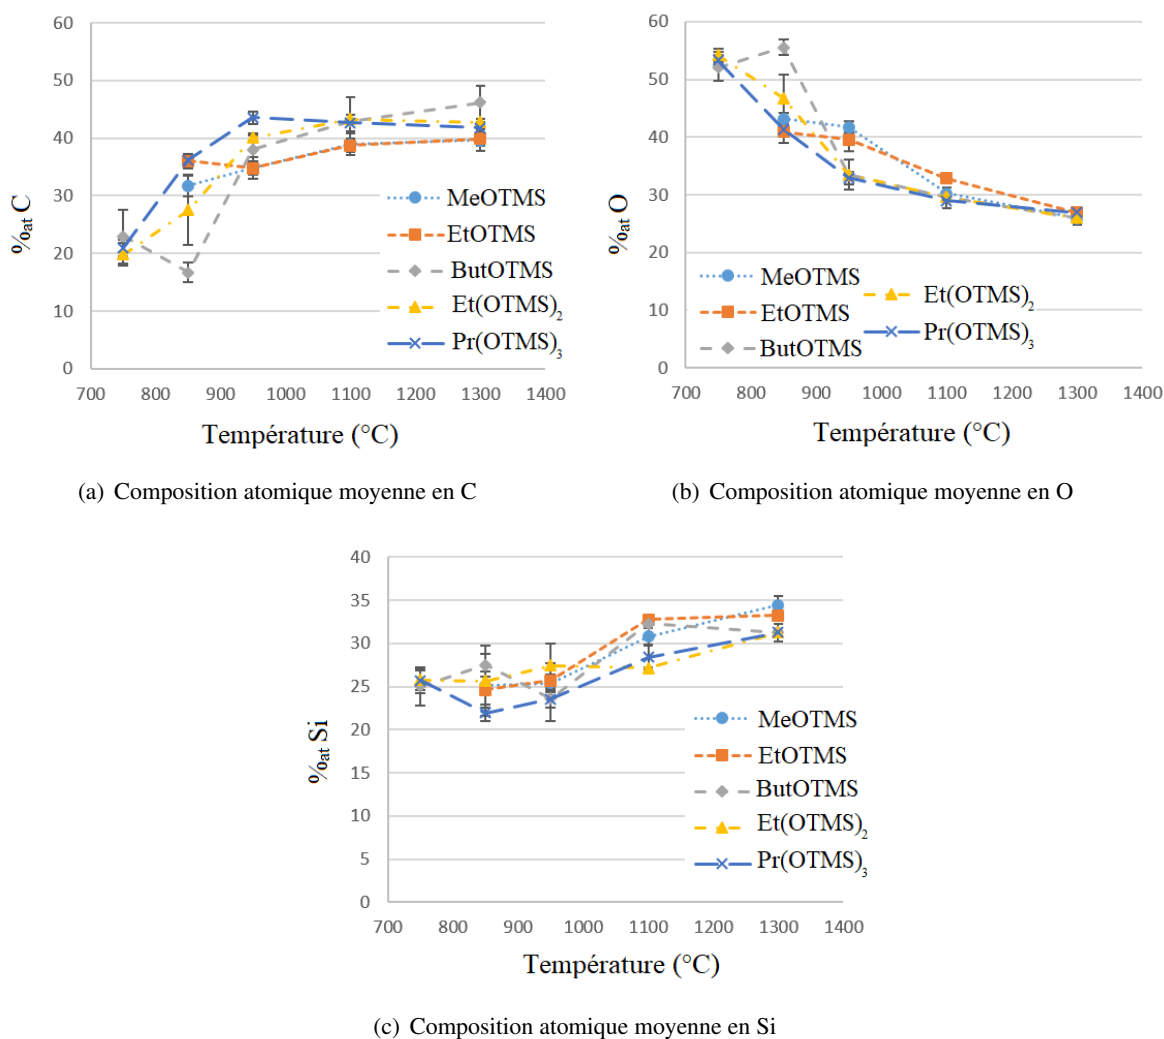 60
50
40
30
20
10
0
%at C
700 800 900 1000 1100 1200 1300 1400
Température (°C)
MeOTMS
EtOTMS
ButOTMS
Et(OTMS)2
Pr(OTMS)3
(a) Composition atomique moyenne en C
60
50
40
30
20
10
0
%at O
700 800 900 1000 1100 1200 1300 1400
Température (°C)
MeOTMS
EtOTMS
ButOTMS
Et(OTMS)2
Pr(OTMS)3
(b) Composition atomique moyenne en O
40
35
30
25
20
15
10
5
0
%at Si
700 800 900 1000 1100 1200 1300 1400
Température (°C)
MeOTMS
EtOTMS
ButOTMS
Et(OTMS)2
Pr(OTMS)3
(c) Composition atomique moyenne en Si